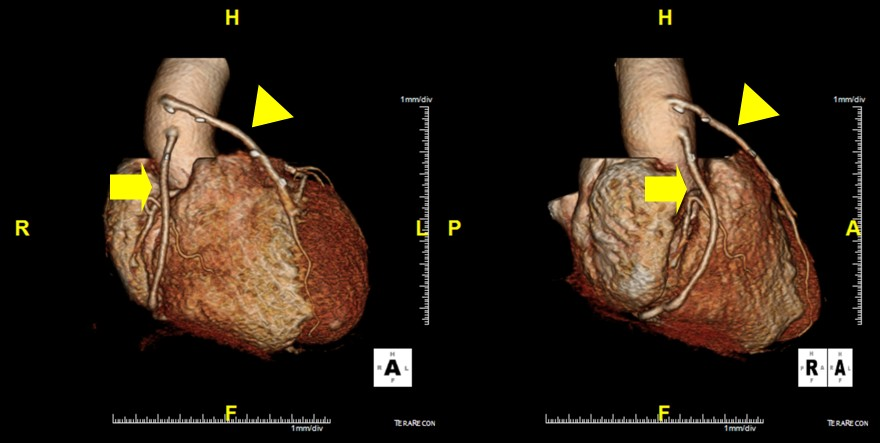 H
H
1mm/div
1mm/div
R
L
P
A
H
R A L
F
H H
P R A R A L
F F
F
F
1mm/div
1mm/div
TERARECON
TERARECON